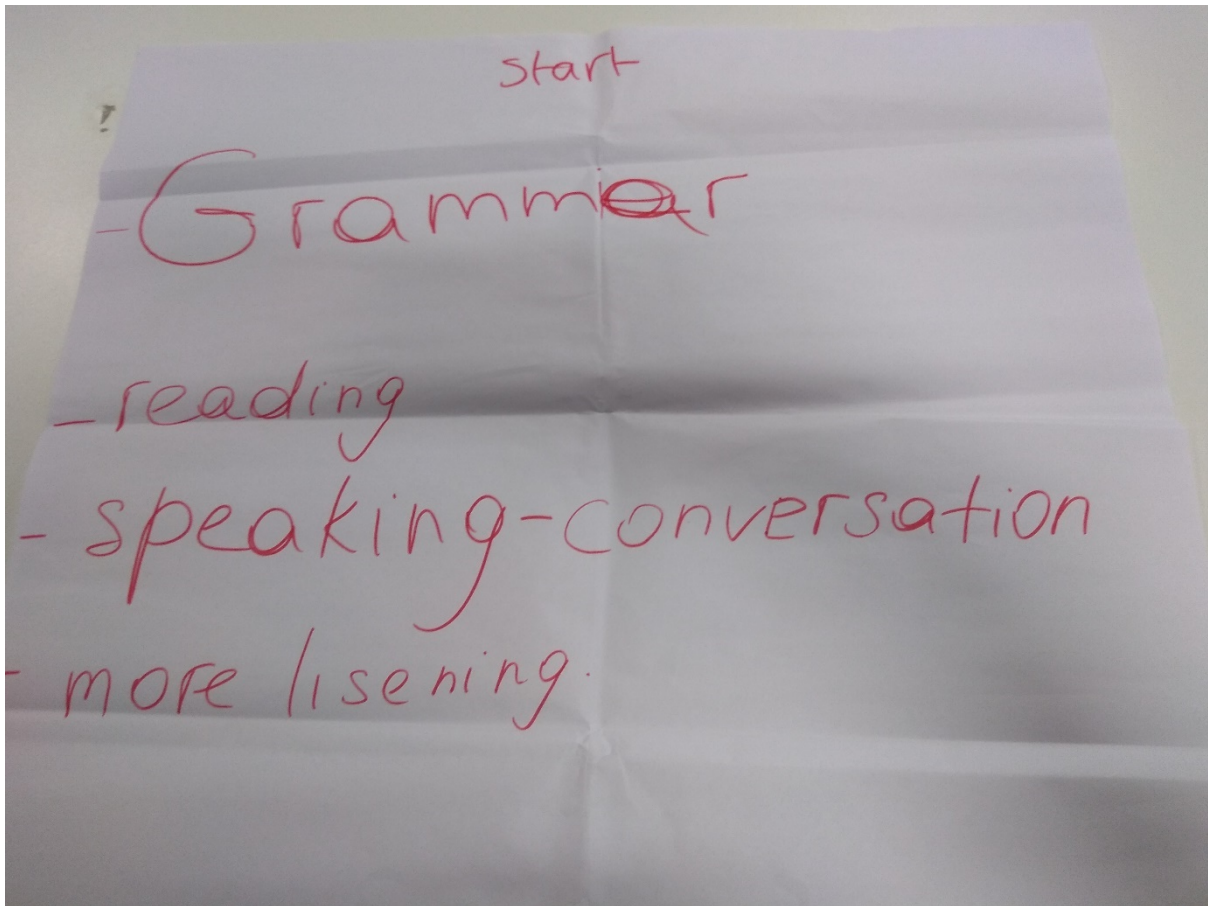 start
- Grammar
- reading
- speaking-conversation
- more lisening.